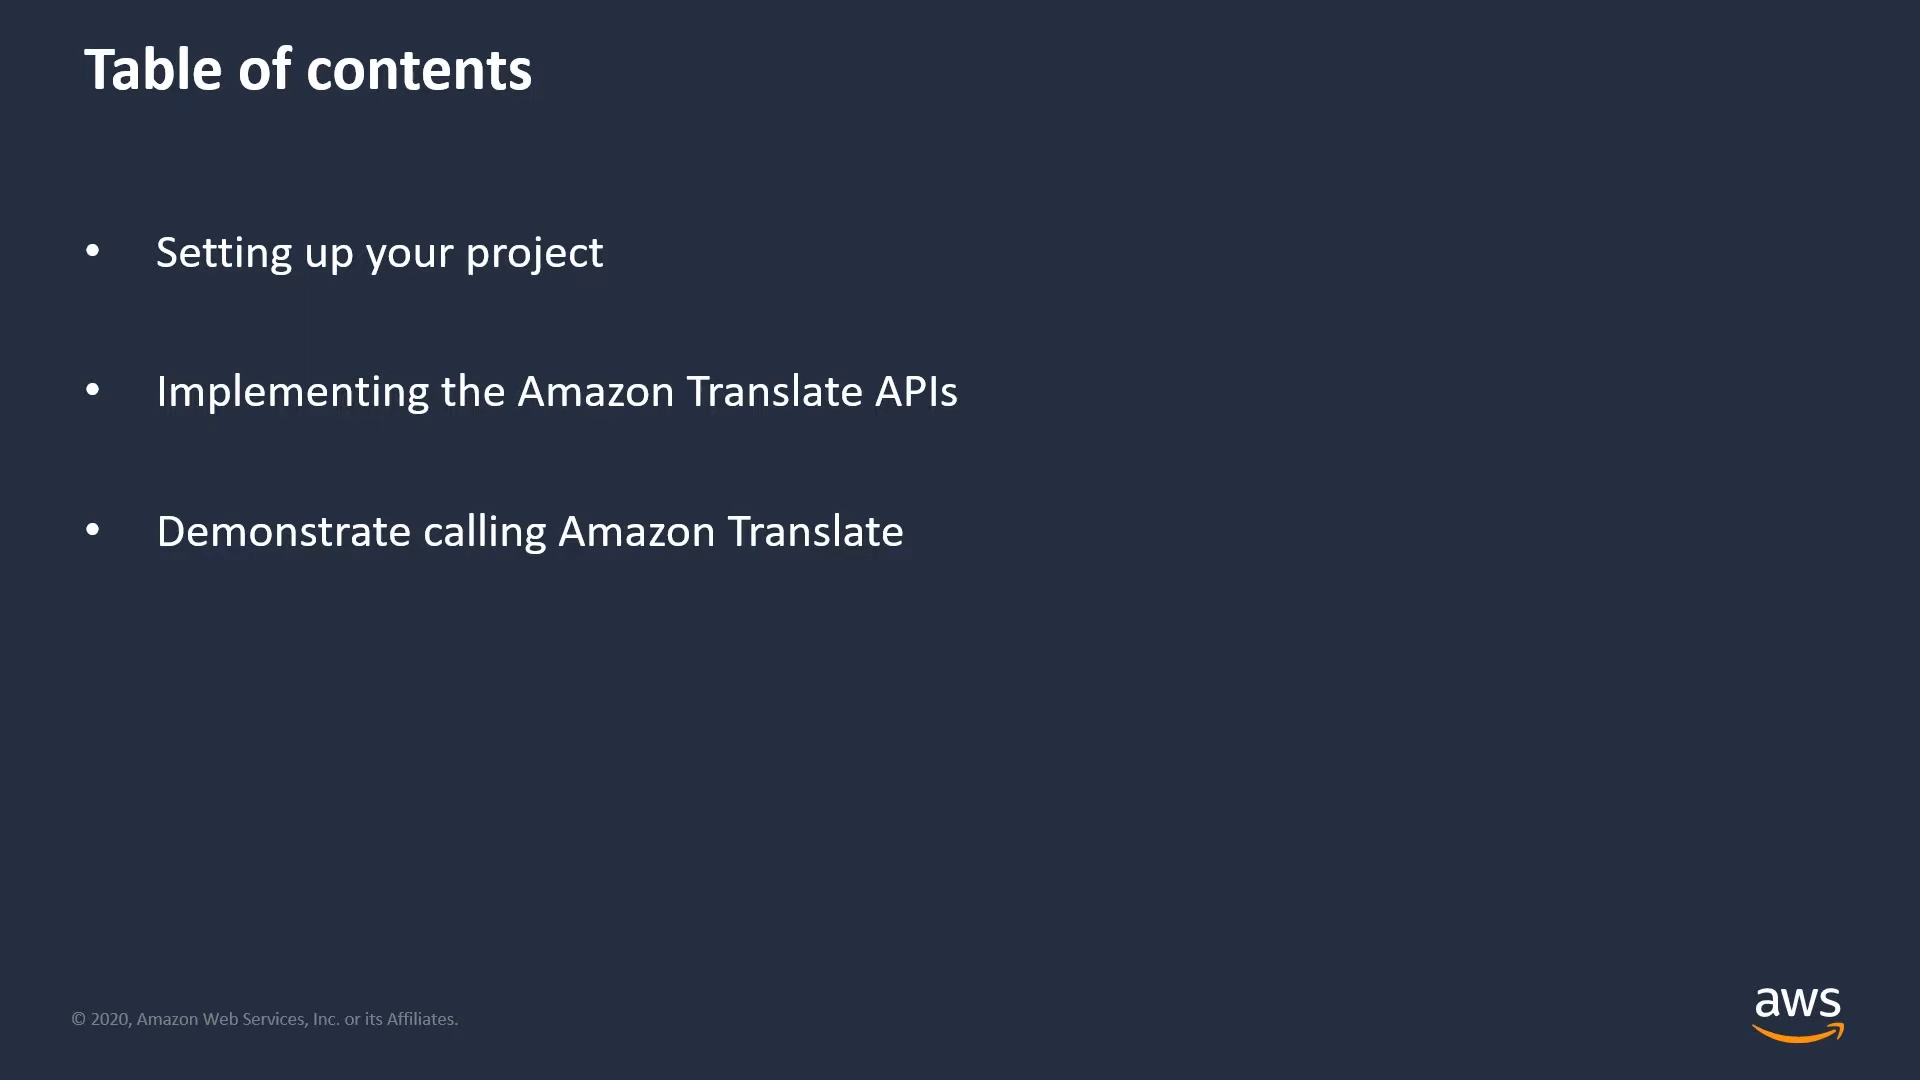 Table of contents
• Setting up your project
• Implementing the Amazon Translate APIs
• Demonstrate calling Amazon Translate
© 2020, Amazon Web Services, Inc. or its Affiliates.
aws